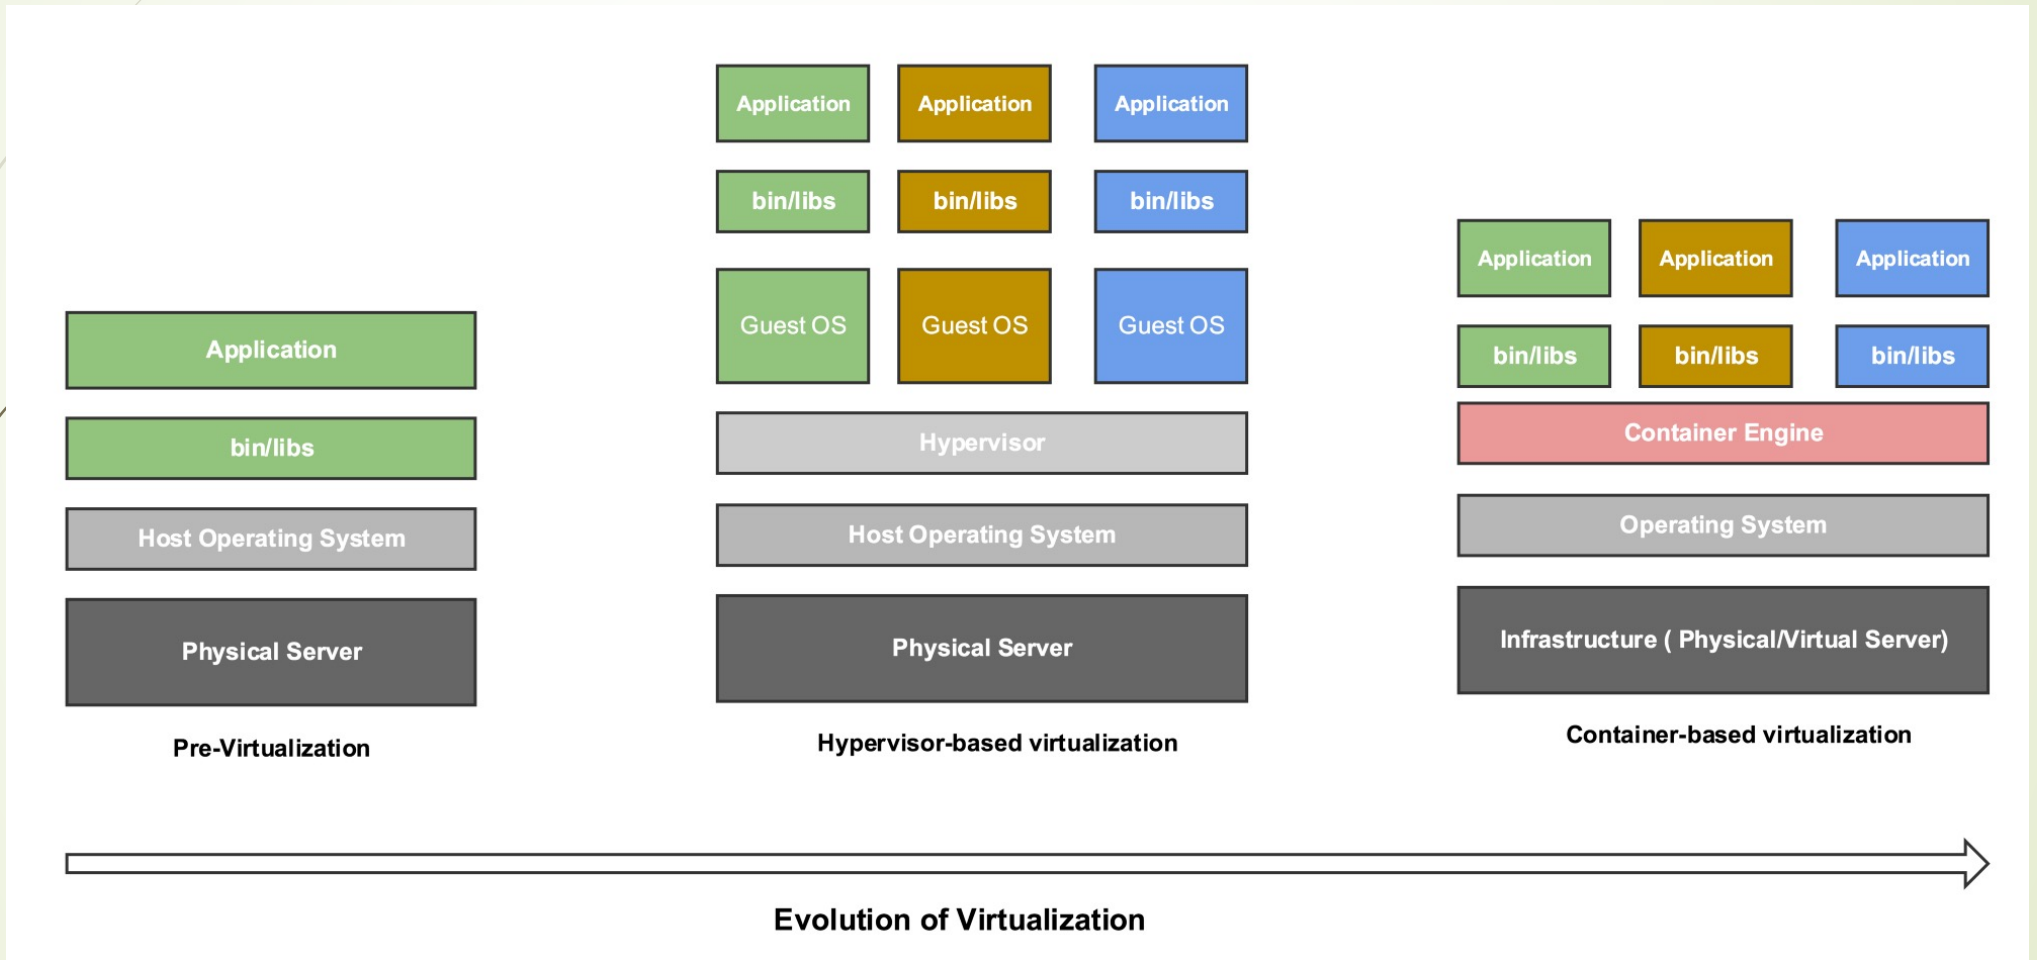 Application
bin/libs
Host Operating System
Physical Server
Pre-Virtualization
Application Application Application
bin/libs bin/libs bin/libs
Guest OS Guest OS Guest OS
Hypervisor
Host Operating System
Physical Server
Hypervisor-based virtualization
Application Application Application
bin/libs bin/libs bin/libs
Container Engine
Operating System
Infrastructure ( Physical/Virtual Server)
Container-based virtualization
Evolution of Virtualization